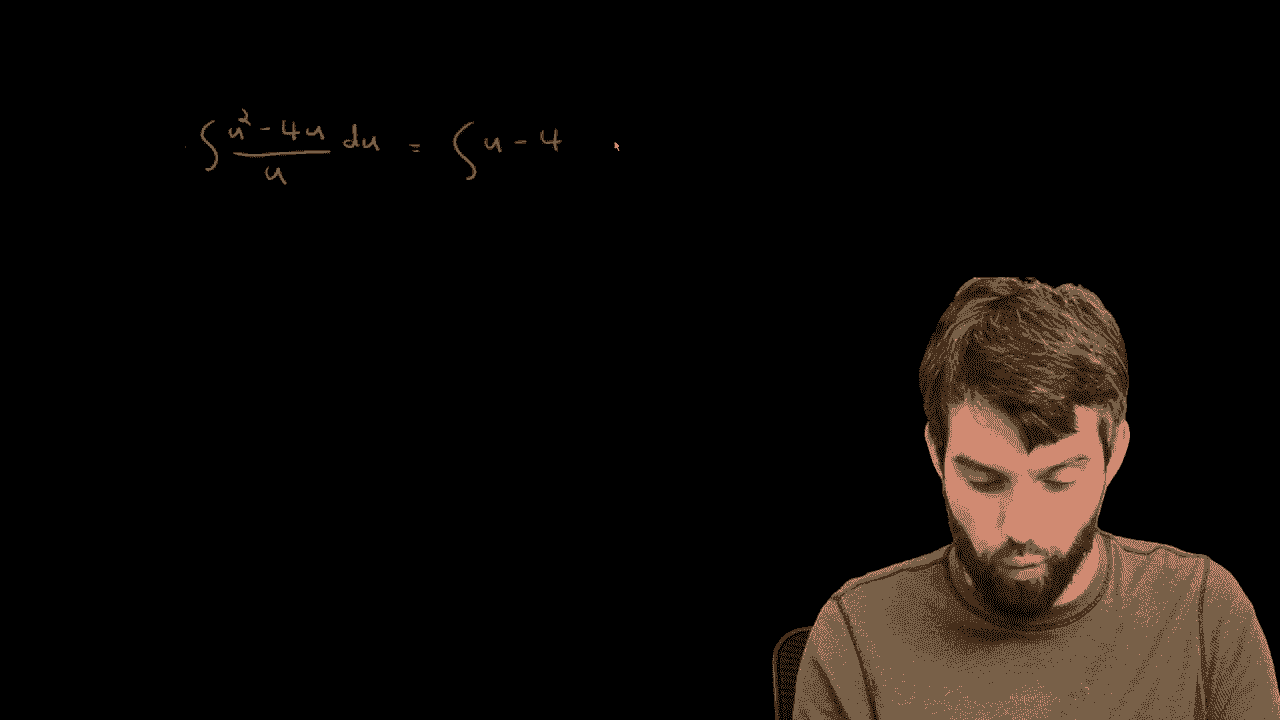 ∫ (u² - 4u)/u du = ∫ u - 4